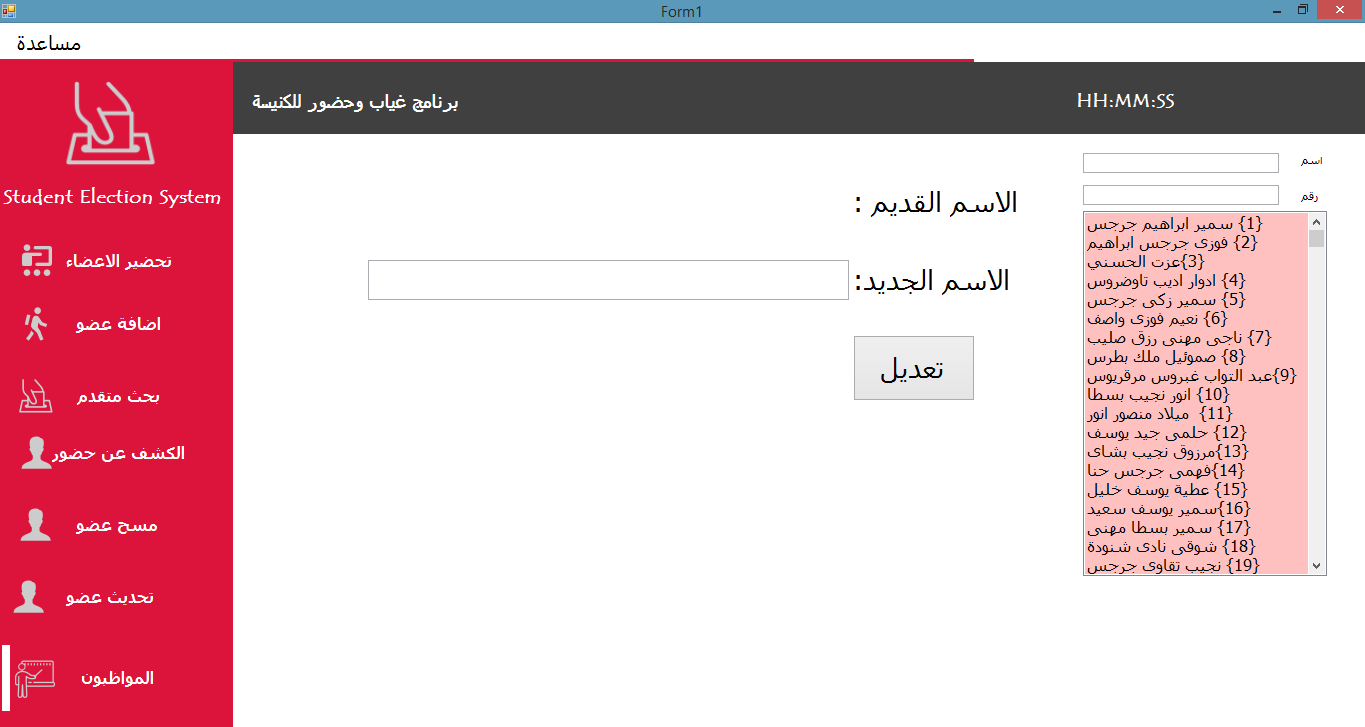 Form1
مساعدة
برنامج غياب وحضور للكنيسة
HH:MM:SS
Student Election System
تحضير الاعضاء
اضافة عضو
بحث متقدم
الكشف عن حضور
مسح عضو
تحديث عضو
المواظبون
الاسم القديم :
الاسم الجديد:
تعديل
اسم
رقم
{1} سمير ابراهيم جرجس
{2} فوزى جرجس ابراهيم
{3}عزت الحسني
{4} ادوار اديب تاوضروس
{5} سمير زكى جرجس
{6} نعيم فوزى واصف
{7} ناجى مهنى رزق صليب
{8} صموئيل ملك بطرس
{9}عبد التواب غبروس مرقريوس
{10} انور نجيب بسطا
{11} ميلاد منصور انور
{12} حلمى جيد يوسف
{13}مرزوق نجيب بشاى
{14}فهمى جرجس حنا
{15} عطية يوسف خليل
{16}سمير يوسف سعيد
{17} سمير بسطا مهنى
{18} شوقى نادى شنودة
{19} نجيب تقاوى جرجس